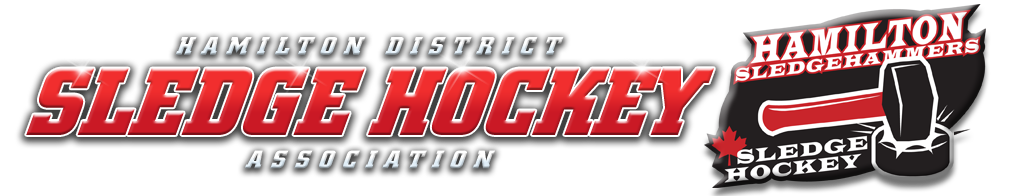 HAMILTON DISTRICT
SLEDGE HOCKEY
ASSOCIATION
HAMILTON
SLEDGEHAMMERS
SLEDGE
HOCKEY